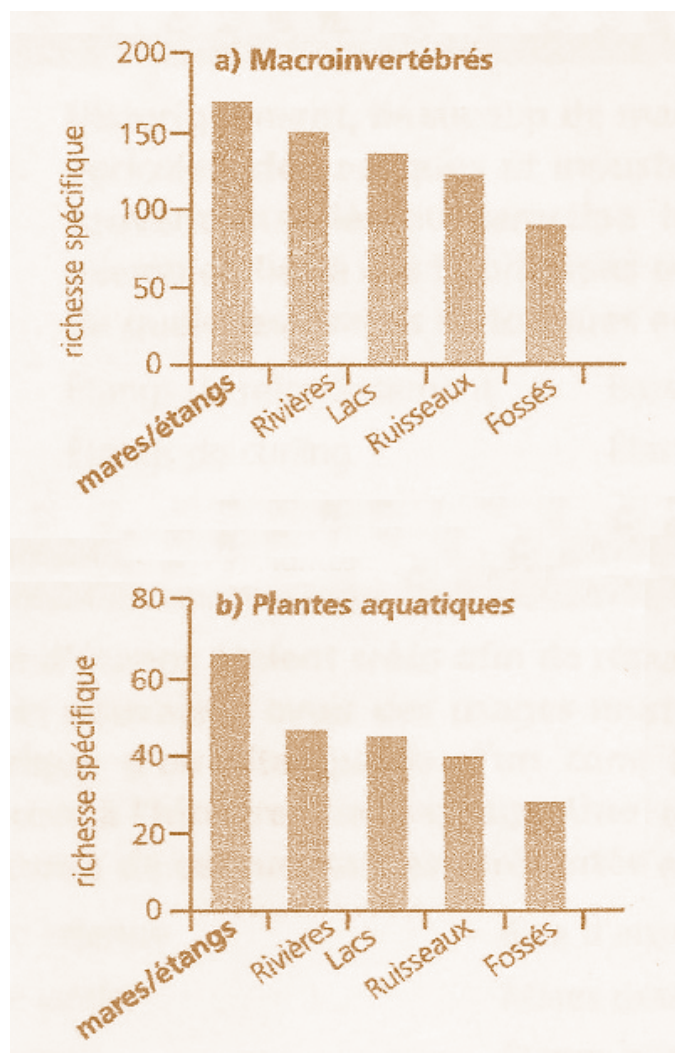 a) Macroinvertébrés
richesse spécifique
200
150
100
50
0
mares/étangs
Rivières
Lacs
Ruisseaux
Fossés
b) Plantes aquatiques
richesse spécifique
80
60
40
20
0
mares/étangs
Rivières
Lacs
Ruisseaux
Fossés